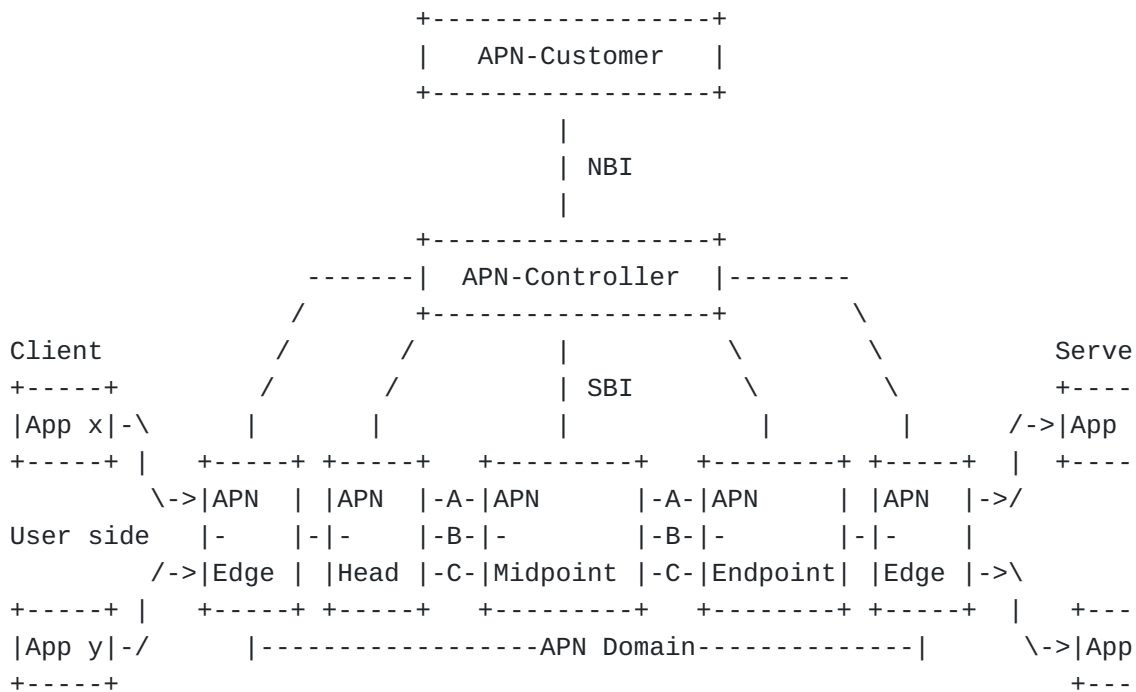 +-----------------+
                           |   APN-Customer   |
                           +-----------------+
                                    |
                                    | NBI
                                    |
                           +-----------------+
                    -------|  APN-Controller  |--------
                   /       +-----------------+        \
Client           /       /         |          \        \           Serve
+-----+         /       /          | SBI       \        \          +----
|App x|-\      |       |           |            |        |      /->|App
+-----+ |   +-----+ +-----+   +---------+   +--------+ +-----+  |  +----
         \->|APN  | |APN  |-A-|APN      |-A-|APN     | |APN  |->/
User side   |-    |-|-    |-B-|-        |-B-|-       |-|-    |
         /->|Edge | |Head |-C-|Midpoint |-C-|Endpoint| |Edge |->\
+-----+ |   +-----+ +-----+   +---------+   +--------+ +-----+  |   +---
|App y|-/      |------------------APN Domain--------------|      \->|App
+-----+                                                             +---